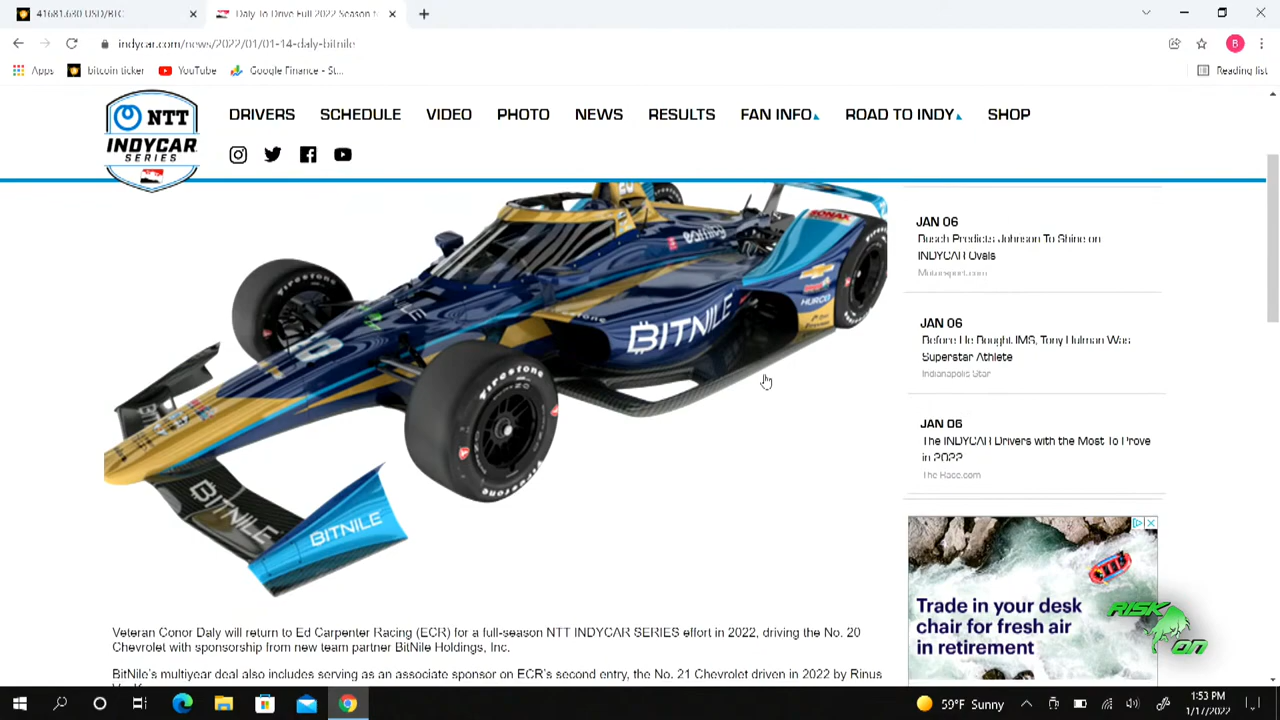 41681.630 USD/BTC
Daly To Drive Full 2022 Season f
indycar.com/news/2022/01/01-14-daly-bitnile
B
Apps
bitcoin ticker
YouTube
Google Finance - St...
Reading list
NTT
INDYCAR
SERIES
DRIVERS
SCHEDULE
VIDEO
PHOTO
NEWS
RESULTS
FAN INFO
ROAD TO INDY
SHOP
20
SONAX
Firestone
BITNILE
HURCO
Firestone
BITNILE
BITNILE
JAN 06
Busch Predicts Johnson To Shine on
INDYCAR Ovals
Motorsport.com
JAN 06
Before He Bought IMS, Tony Hulman Was
Superstar Athlete
Indianapolis Star
JAN 06
The INDYCAR Drivers with the Most To Prove
in 2022
The Race.com
Trade in your desk
chair for fresh air
in retirement
RISK
ON
Veteran Conor Daly will return to Ed Carpenter Racing (ECR) for a full-season NTT INDYCAR SERIES effort in 2022, driving the No. 20
Chevrolet with sponsorship from new team partner BitNile Holdings, Inc.
BitNile's multiyear deal also includes serving as an associate sponsor on ECR's second entry, the No. 21 Chevrolet driven in 2022 by Rinus
59°F Sunny
1:53 PM
1/17/2022